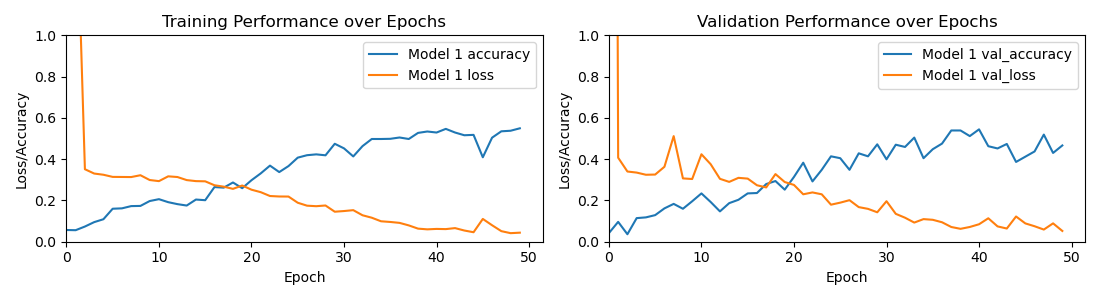 Training Performance over Epochs
Loss/Accuracy
1.0
0.8
0.6
0.4
0.2
0.0
Model 1 accuracy
Model 1 loss
0 10 20 30 40 50
Epoch
Validation Performance over Epochs
Loss/Accuracy
1.0
0.8
0.6
0.4
0.2
0.0
Model 1 val_accuracy
Model 1 val_loss
0 10 20 30 40 50
Epoch